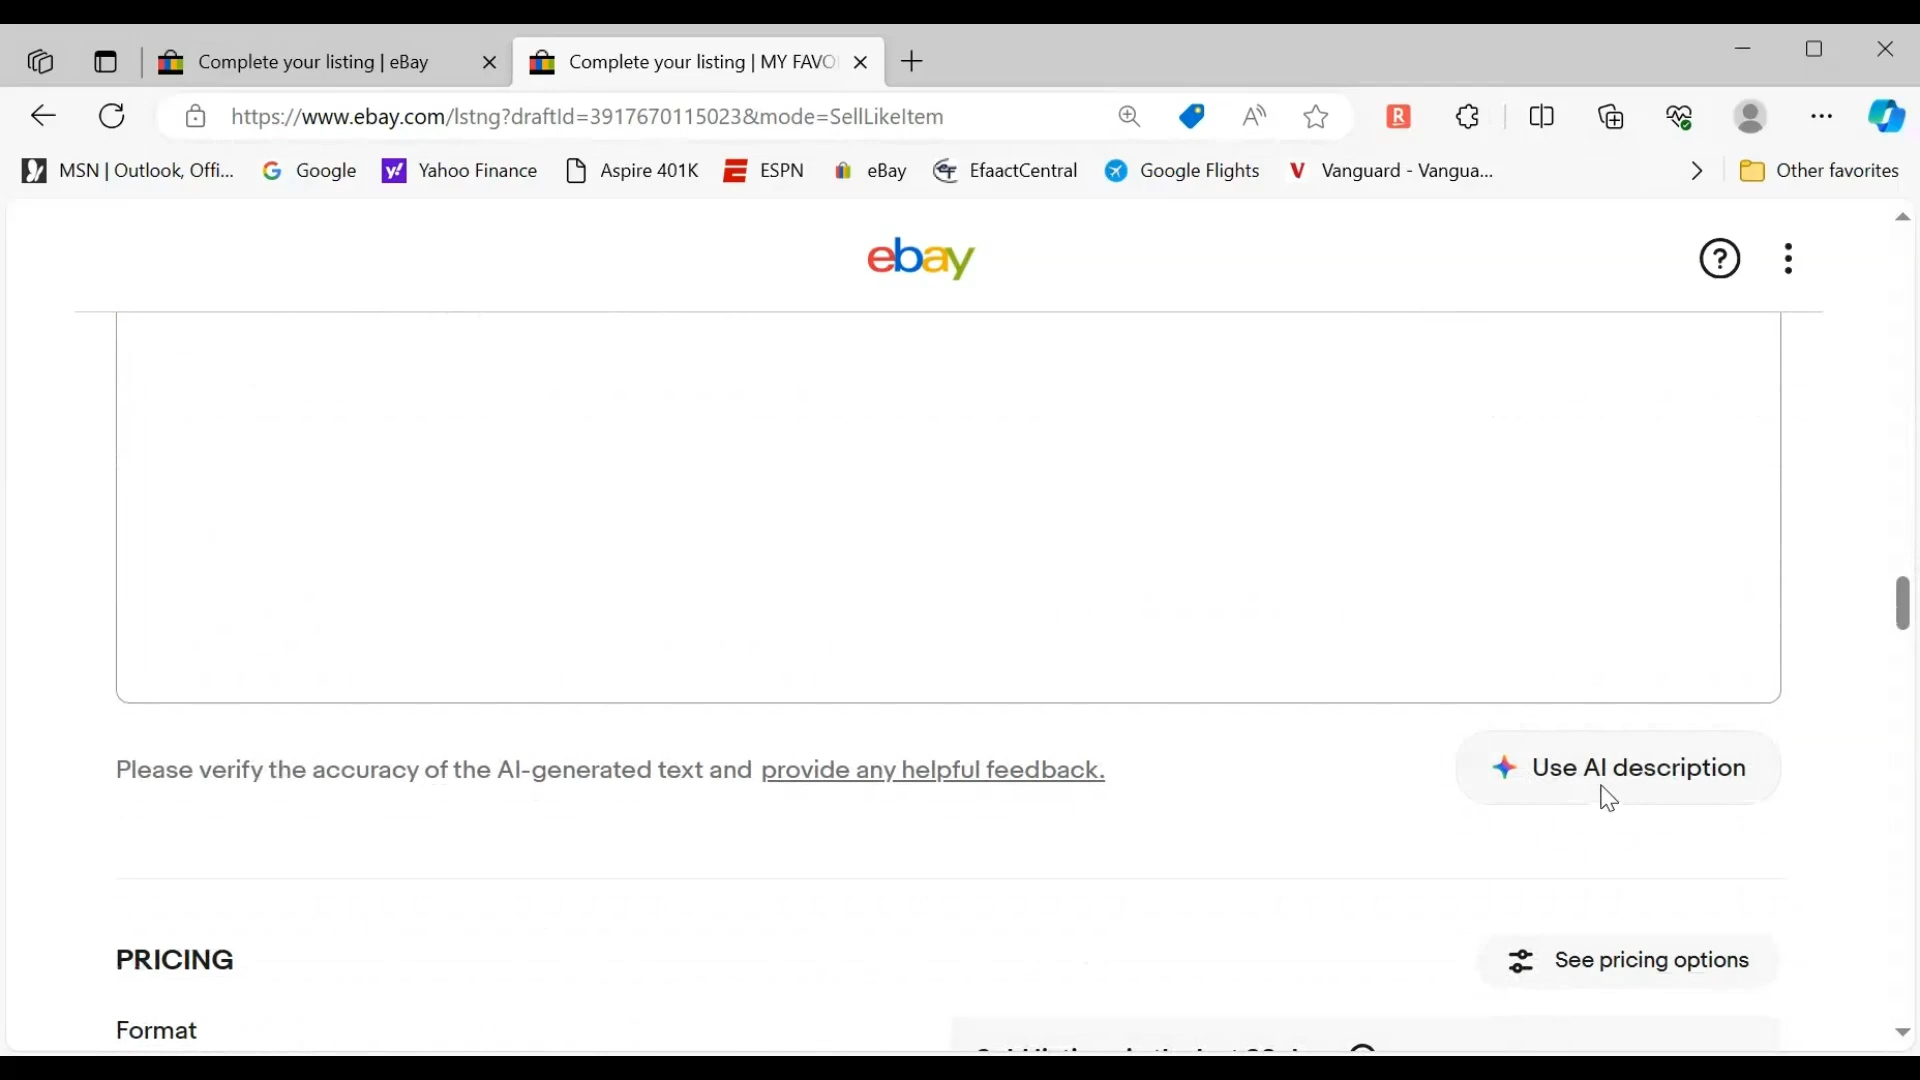 Complete your listing | eBay
Complete your listing | MY FAVO
https://www.ebay.com/lstng?draftId=3917670115023&mode=SellLikeItem
R
MSN | Outlook, Offi...
G Google
y! Yahoo Finance
Aspire 401K
ESPN
eBay
EfaactCentral
Google Flights
V Vanguard - Vangua...
Other favorites
ebay
?
Please verify the accuracy of the AI-generated text and provide any helpful feedback.
Use AI description
PRICING
See pricing options
Format